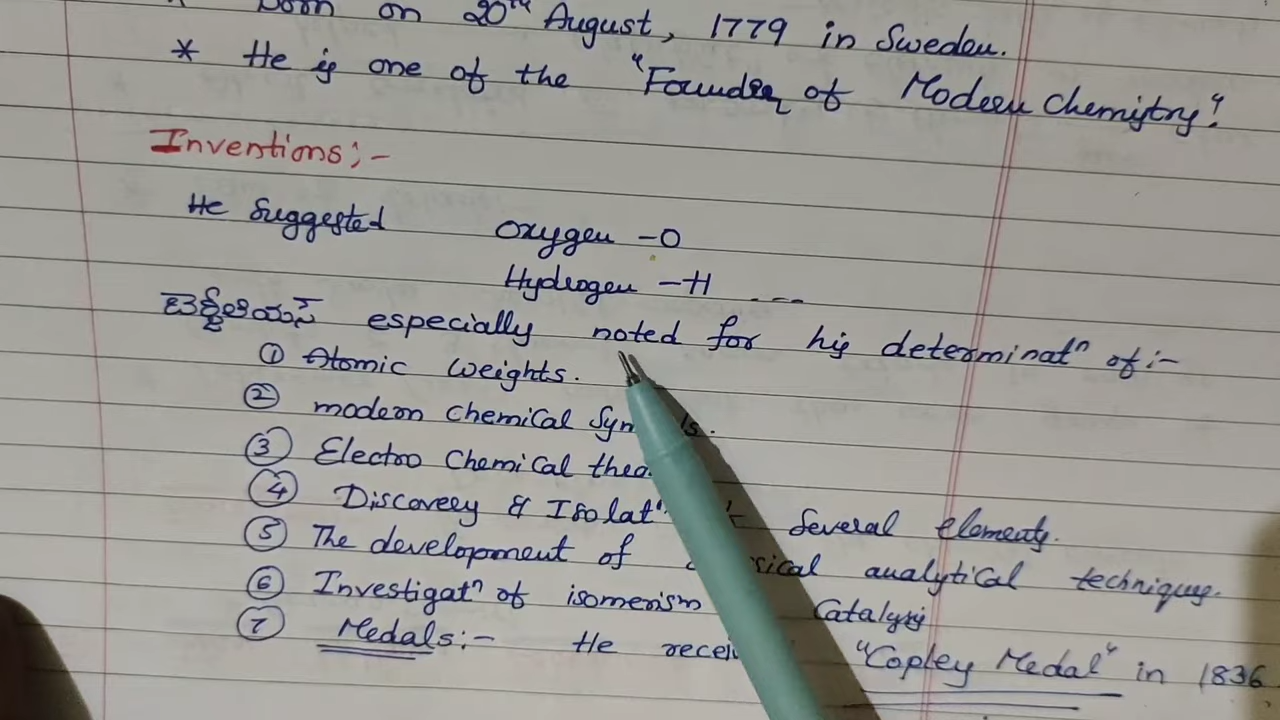 born on 20th August, 1779 in Sweden.
* He is one of the "Founder of Modern Chemistry".
Inventions:-
He Suggested Oxygen - O
Hydrogen - H ---
especially noted for his determinatn of:-
① Atomic weights.
② modern chemical
③ Electro Chemical
④ Discovery & Isolatn Several elements.
⑤ The development of analytical techniques.
⑥ Investigatn of isomerism Catalysis
⑦ Medals:- He "Copley Medal" in 1836